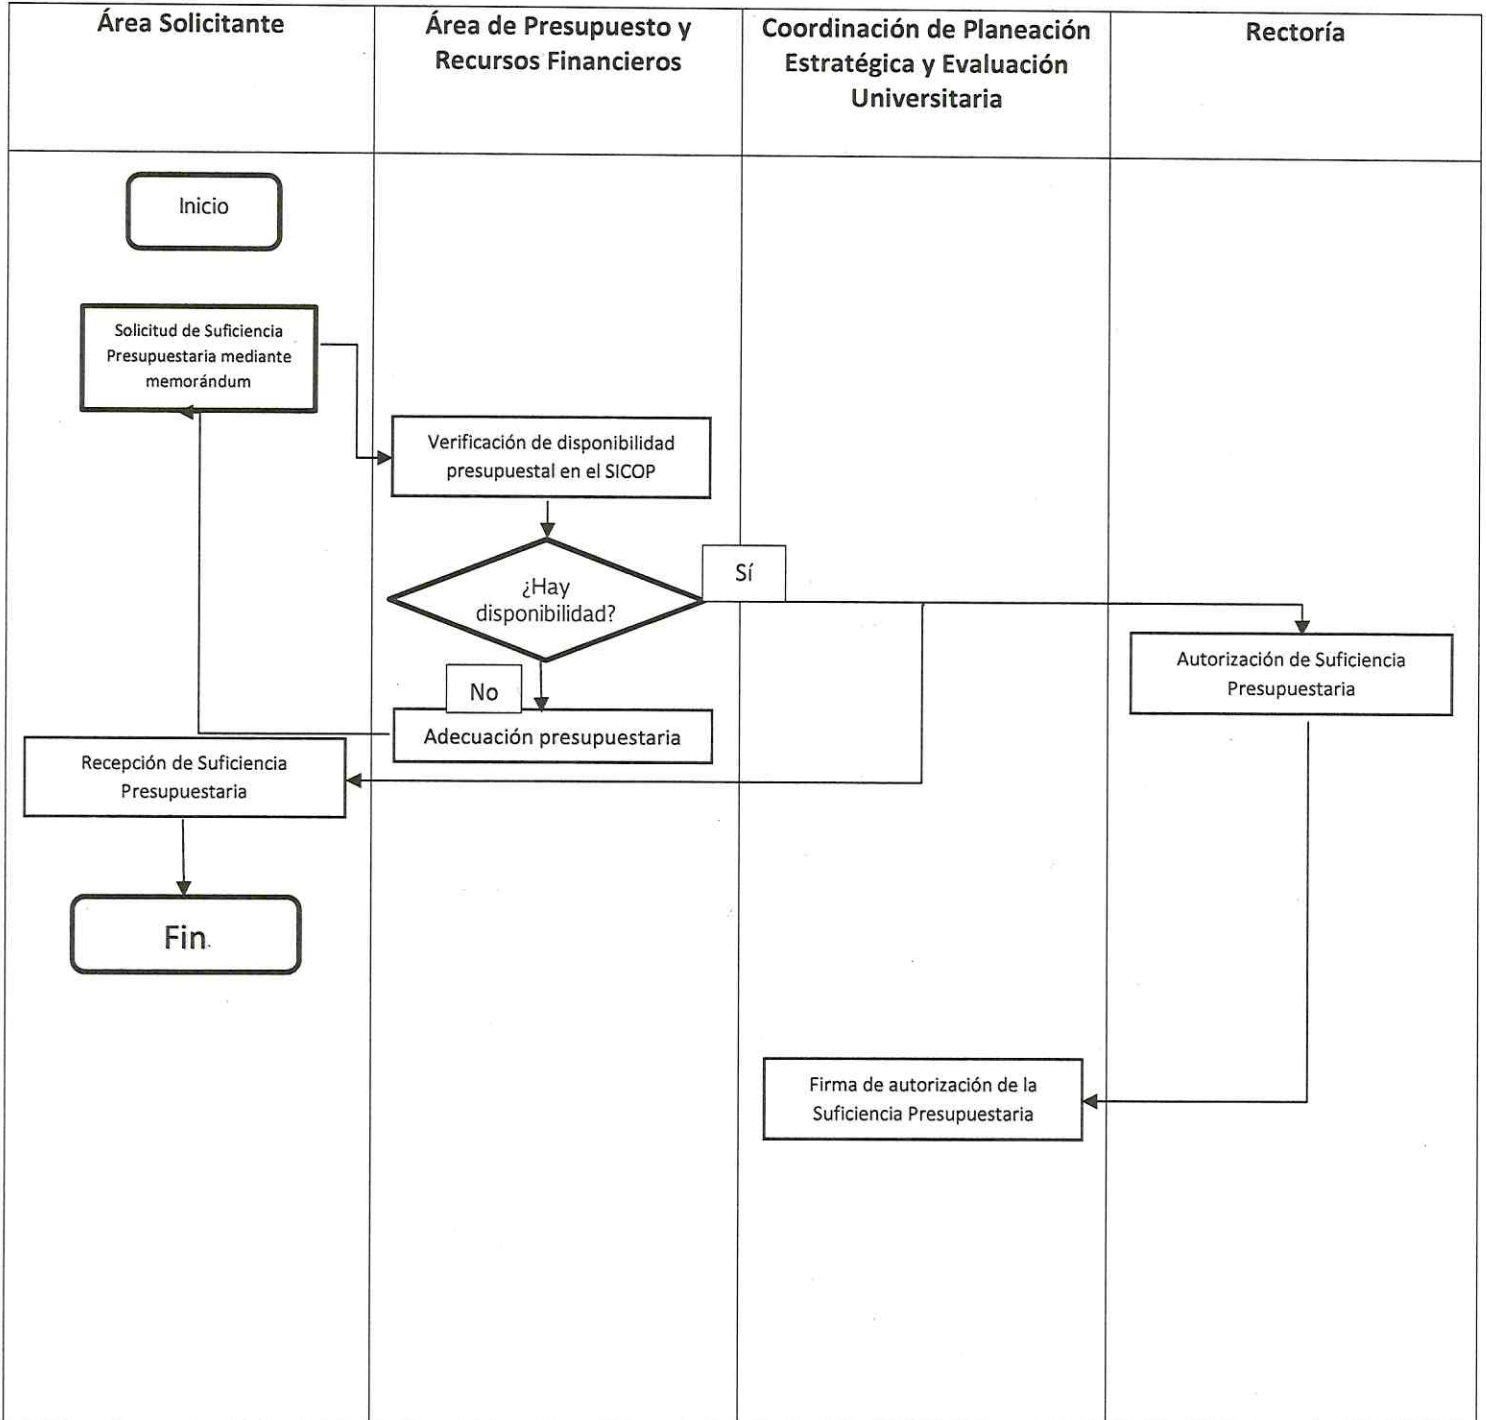 Área Solicitante
Área de Presupuesto y
Recursos Financieros
Coordinación de Planeación
Estratégica y Evaluación
Universitaria
Rectoría
Inicio
Solicitud de Suficiencia
Presupuestaria mediante
memorándum
Verificación de disponibilidad
presupuestal en el SICOP
¿Hay
disponibilidad?
Sí
No
Autorización de Suficiencia
Presupuestaria
Adecuación presupuestaria
Recepción de Suficiencia
Presupuestaria
Fin
Firma de autorización de la
Suficiencia Presupuestaria